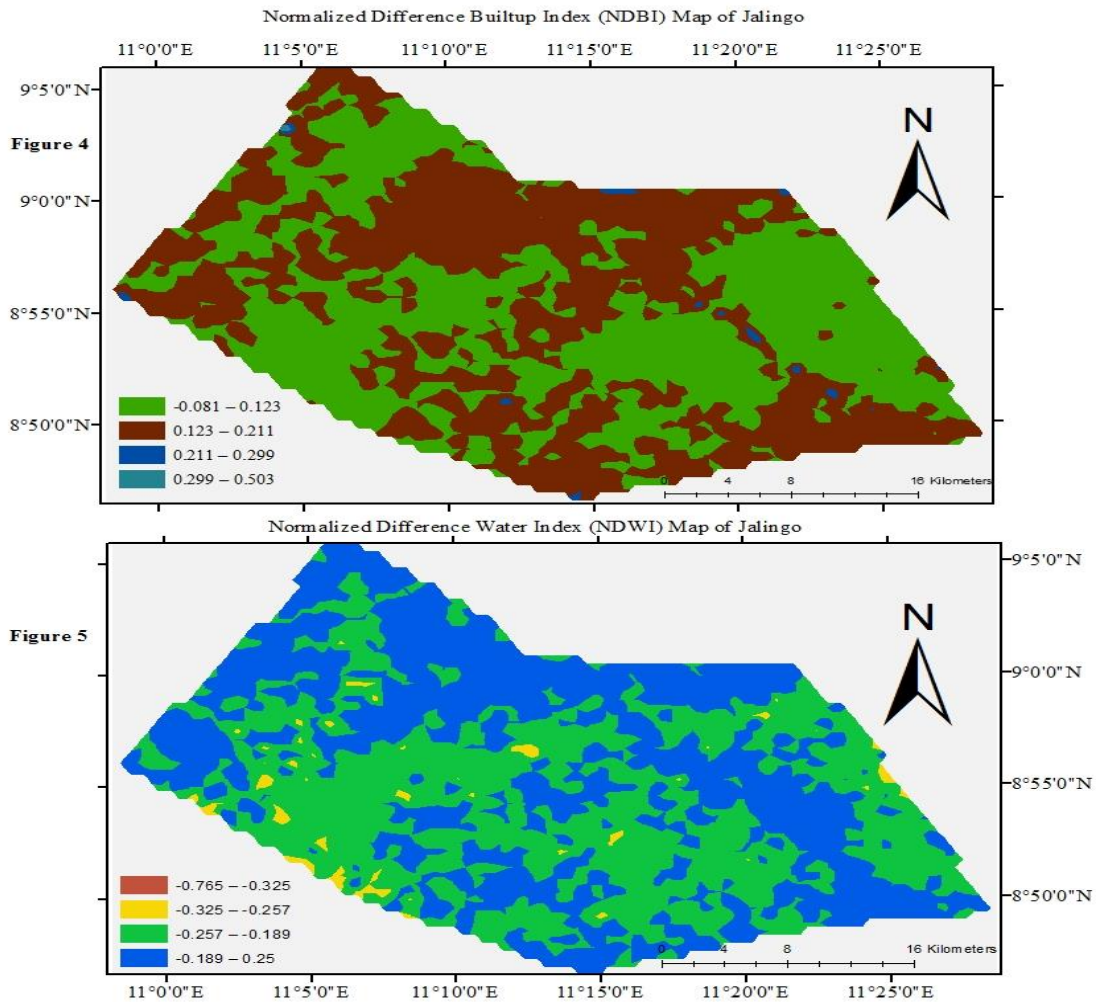 Normalized Difference Builtup Index (NDBI) Map of Jalingo
11°0'0"E 11°5'0"E 11°10'0"E 11°15'0"E 11°20'0"E 11°25'0"E
9°5'0"N
Figure 4
N
9°0'0"N
8°55'0"N
-0.081 – 0.123
8°50'0"N
0.123 – 0.211
0.211 – 0.299
0.299 – 0.503
0 4 8 16 Kilometers
Normalized Difference Water Index (NDWI) Map of Jalingo
9°5'0"N
Figure 5
N
9°0'0"N
8°55'0"N
-0.765 – -0.325
-0.325 – -0.257
8°50'0"N
-0.257 – -0.189
-0.189 – 0.25
0 4 8 16 Kilometers
11°0'0"E 11°5'0"E 11°10'0"E 11°15'0"E 11°20'0"E 11°25'0"E